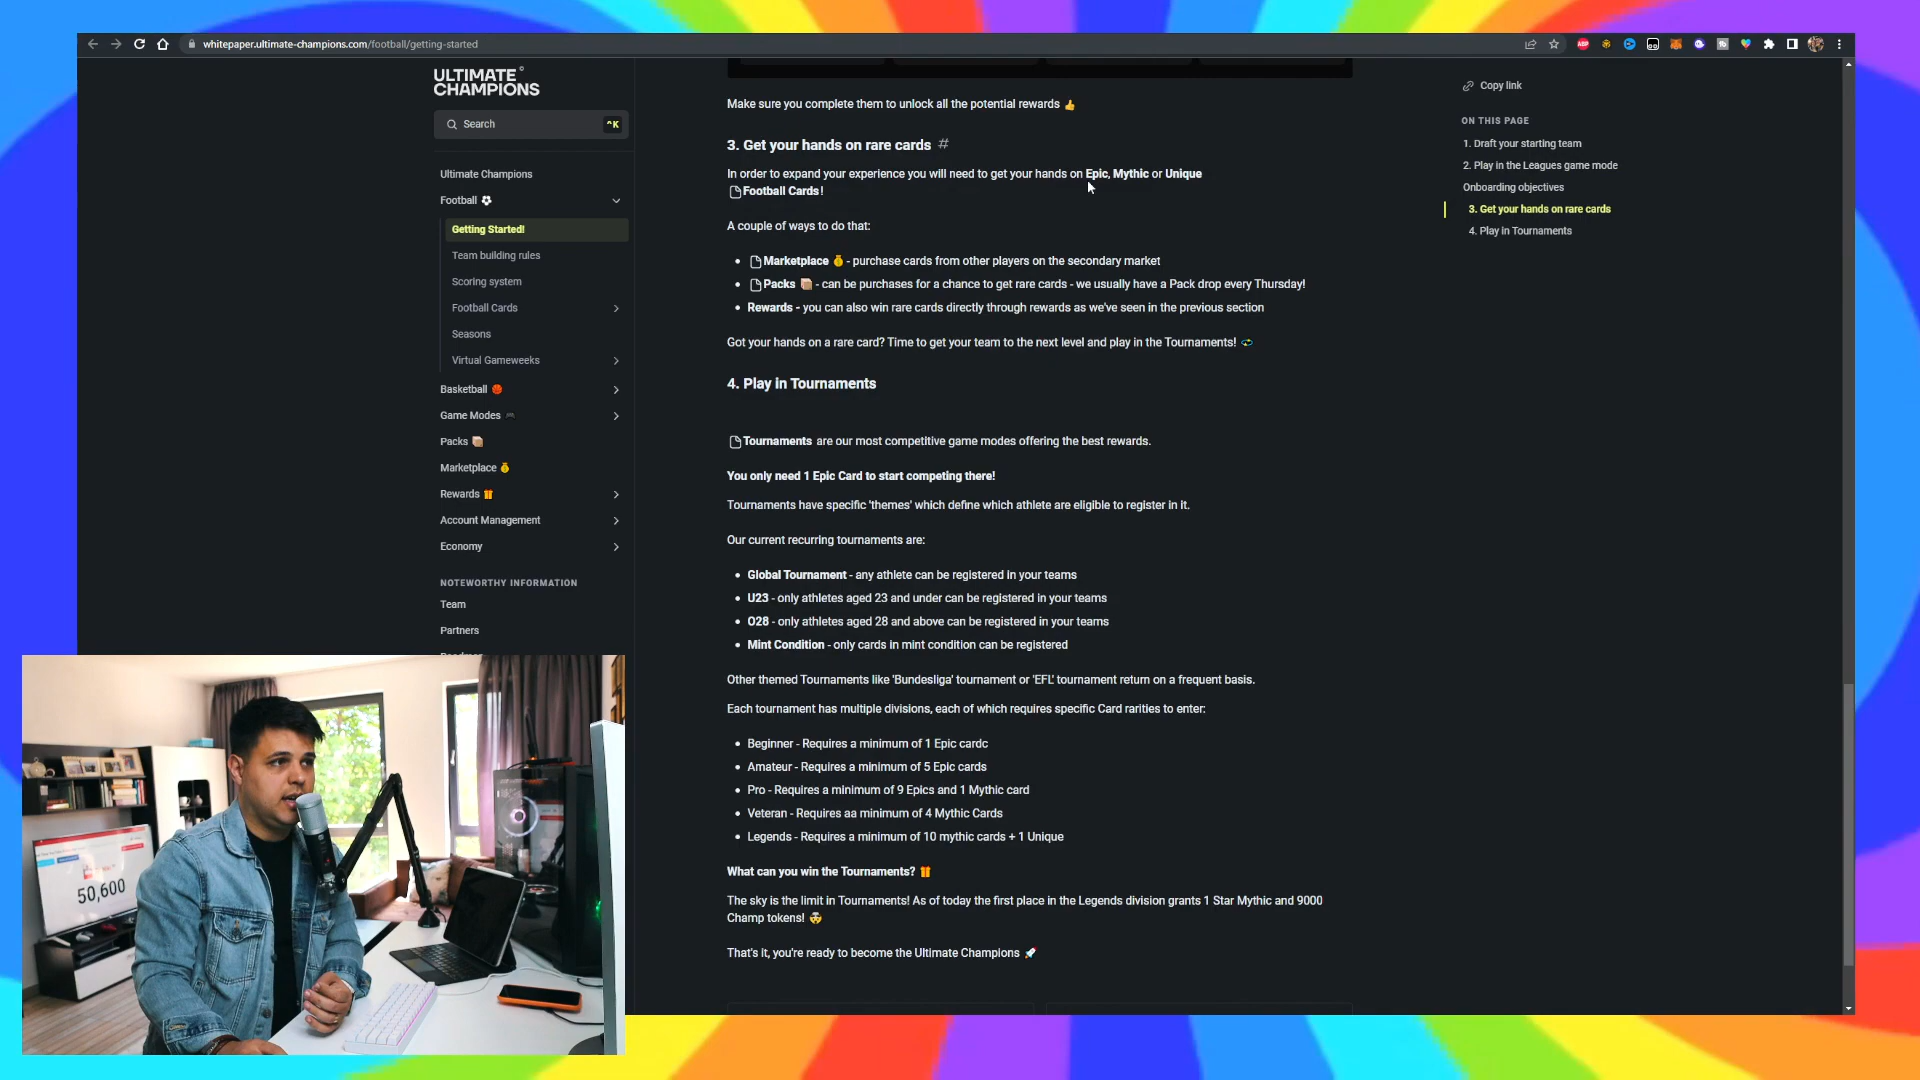 whitepaper.ultimate-champions.com/football/getting-started
ULTIMATE
CHAMPIONS
Search
^K
Ultimate Champions
Football ⚽
Getting Started!
Team building rules
Scoring system
Football Cards
Seasons
Virtual Gameweeks
Basketball 🏀
Game Modes 🎮
Packs
Marketplace
Rewards 🎁
Account Management
Economy
NOTEWORTHY INFORMATION
Team
Partners
Make sure you complete them to unlock all the potential rewards 👍
3. Get your hands on rare cards #
In order to expand your experience you will need to get your hands on Epic, Mythic or Unique
Football Cards!
A couple of ways to do that:
• Marketplace - purchase cards from other players on the secondary market
• Packs - can be purchases for a chance to get rare cards - we usually have a Pack drop every Thursday!
• Rewards - you can also win rare cards directly through rewards as we've seen in the previous section
Got your hands on a rare card? Time to get your team to the next level and play in the Tournaments!
4. Play in Tournaments
Tournaments are our most competitive game modes offering the best rewards.
You only need 1 Epic Card to start competing there!
Tournaments have specific 'themes' which define which athlete are eligible to register in it.
Our current recurring tournaments are:
• Global Tournament - any athlete can be registered in your teams
• U23 - only athletes aged 23 and under can be registered in your teams
• O28 - only athletes aged 28 and above can be registered in your teams
• Mint Condition - only cards in mint condition can be registered
Other themed Tournaments like 'Bundesliga' tournament or 'EFL' tournament return on a frequent basis.
Each tournament has multiple divisions, each of which requires specific Card rarities to enter:
• Beginner - Requires a minimum of 1 Epic cardc
• Amateur - Requires a minimum of 5 Epic cards
• Pro - Requires a minimum of 9 Epics and 1 Mythic card
• Veteran - Requires aa minimum of 4 Mythic Cards
• Legends - Requires a minimum of 10 mythic cards + 1 Unique
What can you win the Tournaments? 🎁
The sky is the limit in Tournaments! As of today the first place in the Legends division grants 1 Star Mythic and 9000
Champ tokens! 🤯
That's it, you're ready to become the Ultimate Champions 🚀
Copy link
ON THIS PAGE
1. Draft your starting team
2. Play in the Leagues game mode
Onboarding objectives
3. Get your hands on rare cards
4. Play in Tournaments
50,600